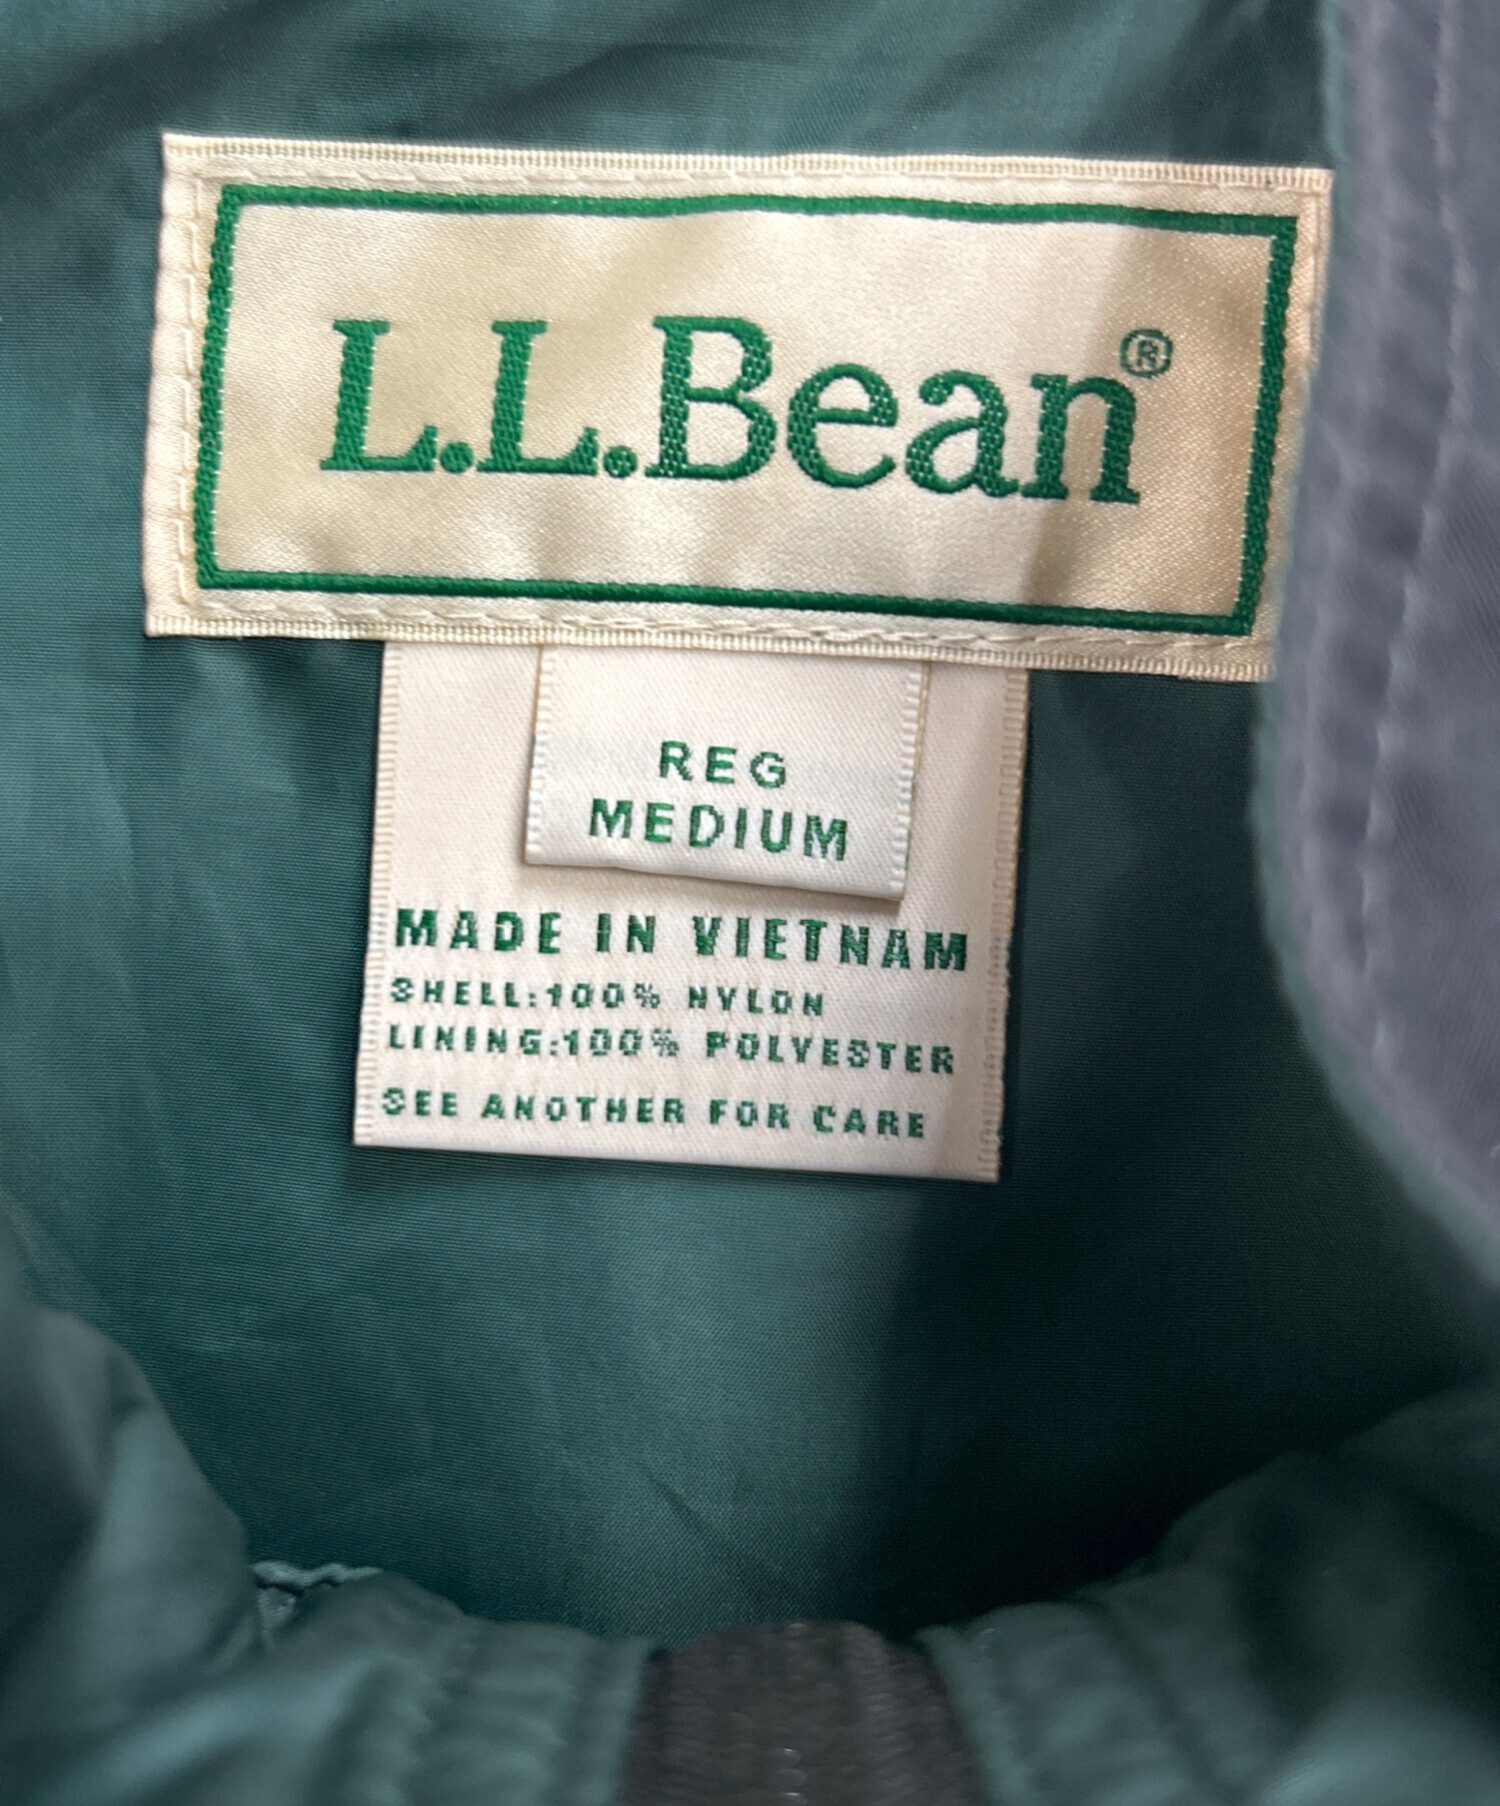 L.L.Bean®
REG
MEDIUM
MADE IN VIETNAM
SHELL:100% NYLON
LINING:100% POLYESTER
SEE ANOTHER FOR CARE